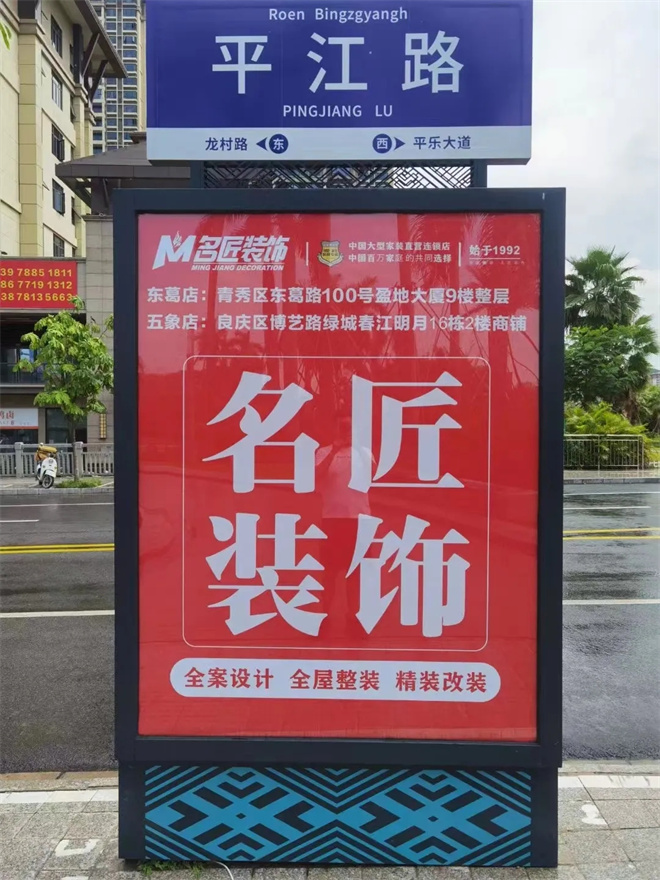 Roen Bingzgyangh
平江路
PINGJIANG LU
龙村路 东 西 平乐大道
M名匠装饰
MING JIANG DECORATION
中国大型家装直营连锁店
中国百万家庭的共同选择
始于1992
东葛店：青秀区东葛路100号盈地大厦9楼整层
五象店：良庆区博艺路绿城春江明月16栋2楼商铺
名匠
装饰
全案设计 全屋整装 精装改装